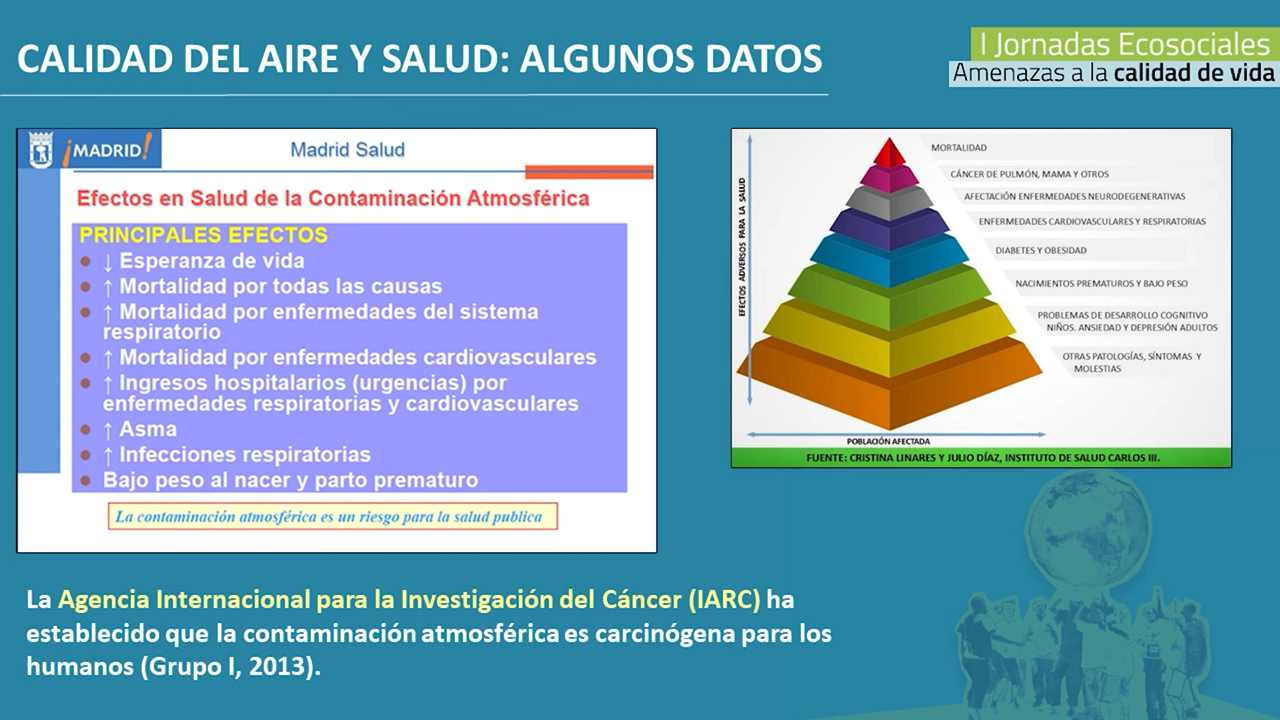 CALIDAD DEL AIRE Y SALUD: ALGUNOS DATOS
I Jornadas Ecosociales
Amenazas a la calidad de vida
¡MADRID!
Madrid Salud
Efectos en Salud de la Contaminación Atmosférica
PRINCIPALES EFECTOS
● ↓ Esperanza de vida
● ↑ Mortalidad por todas las causas
● ↑ Mortalidad por enfermedades del sistema
respiratorio
● ↑ Mortalidad por enfermedades cardiovasculares
● ↑ Ingresos hospitalarios (urgencias) por
enfermedades respiratorias y cardiovasculares
● ↑ Asma
● ↑ Infecciones respiratorias
● Bajo peso al nacer y parto prematuro
La contaminación atmosférica es un riesgo para la salud publica
EFECTOS ADVERSOS PARA LA SALUD
MORTALIDAD
CÁNCER DE PULMÓN, MAMA Y OTROS
AFECTACIÓN ENFERMEDADES NEURODEGENERATIVAS
ENFERMEDADES CARDIOVASCULARES Y RESPIRATORIAS
DIABETES Y OBESIDAD
NACIMIENTOS PREMATUROS Y BAJO PESO
PROBLEMAS DE DESARROLLO COGNITIVO
NIÑOS. ANSIEDAD Y DEPRESIÓN ADULTOS
OTRAS PATOLOGÍAS, SÍNTOMAS Y
MOLESTIAS
POBLACIÓN AFECTADA
FUENTE: CRISTINA LINARES Y JULIO DÍAZ, INSTITUTO DE SALUD CARLOS III.
La Agencia Internacional para la Investigación del Cáncer (IARC) ha
establecido que la contaminación atmosférica es carcinógena para los
humanos (Grupo I, 2013).